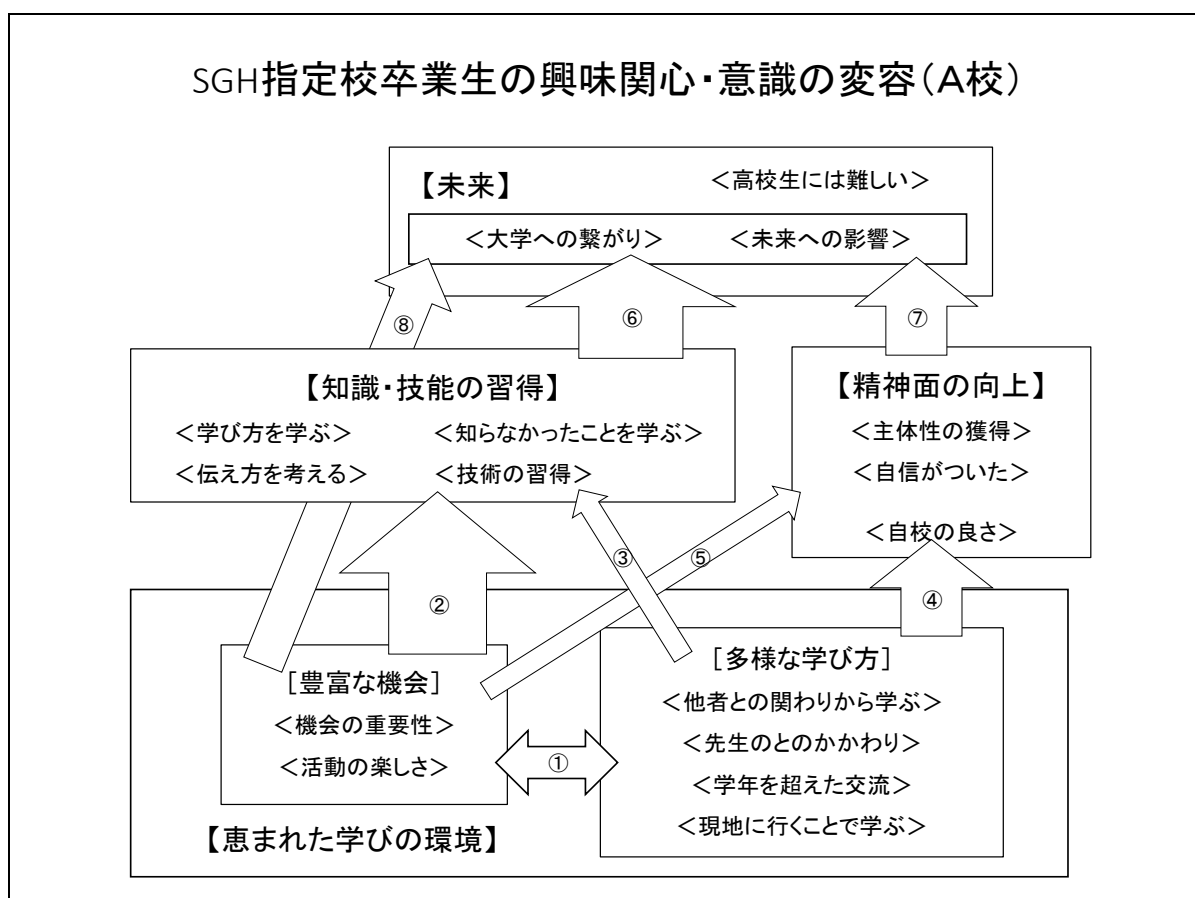 SGH指定校卒業生の興味関心・意識の変容(A校)
【未来】 <高校生には難しい>
<大学への繋がり> <未来への影響>
⑧ ⑥ ⑦
【知識・技能の習得】
<学び方を学ぶ> <知らなかったことを学ぶ>
<伝え方を考える> <技術の習得>
【精神面の向上】
<主体性の獲得>
<自信がついた>
<自校の良さ>
② ③ ⑤ ④
[豊富な機会]
<機会の重要性>
<活動の楽しさ>
①
[多様な学び方]
<他者との関わりから学ぶ>
<先生のとのかかわり>
<学年を超えた交流>
<現地に行くことで学ぶ>
【恵まれた学びの環境】